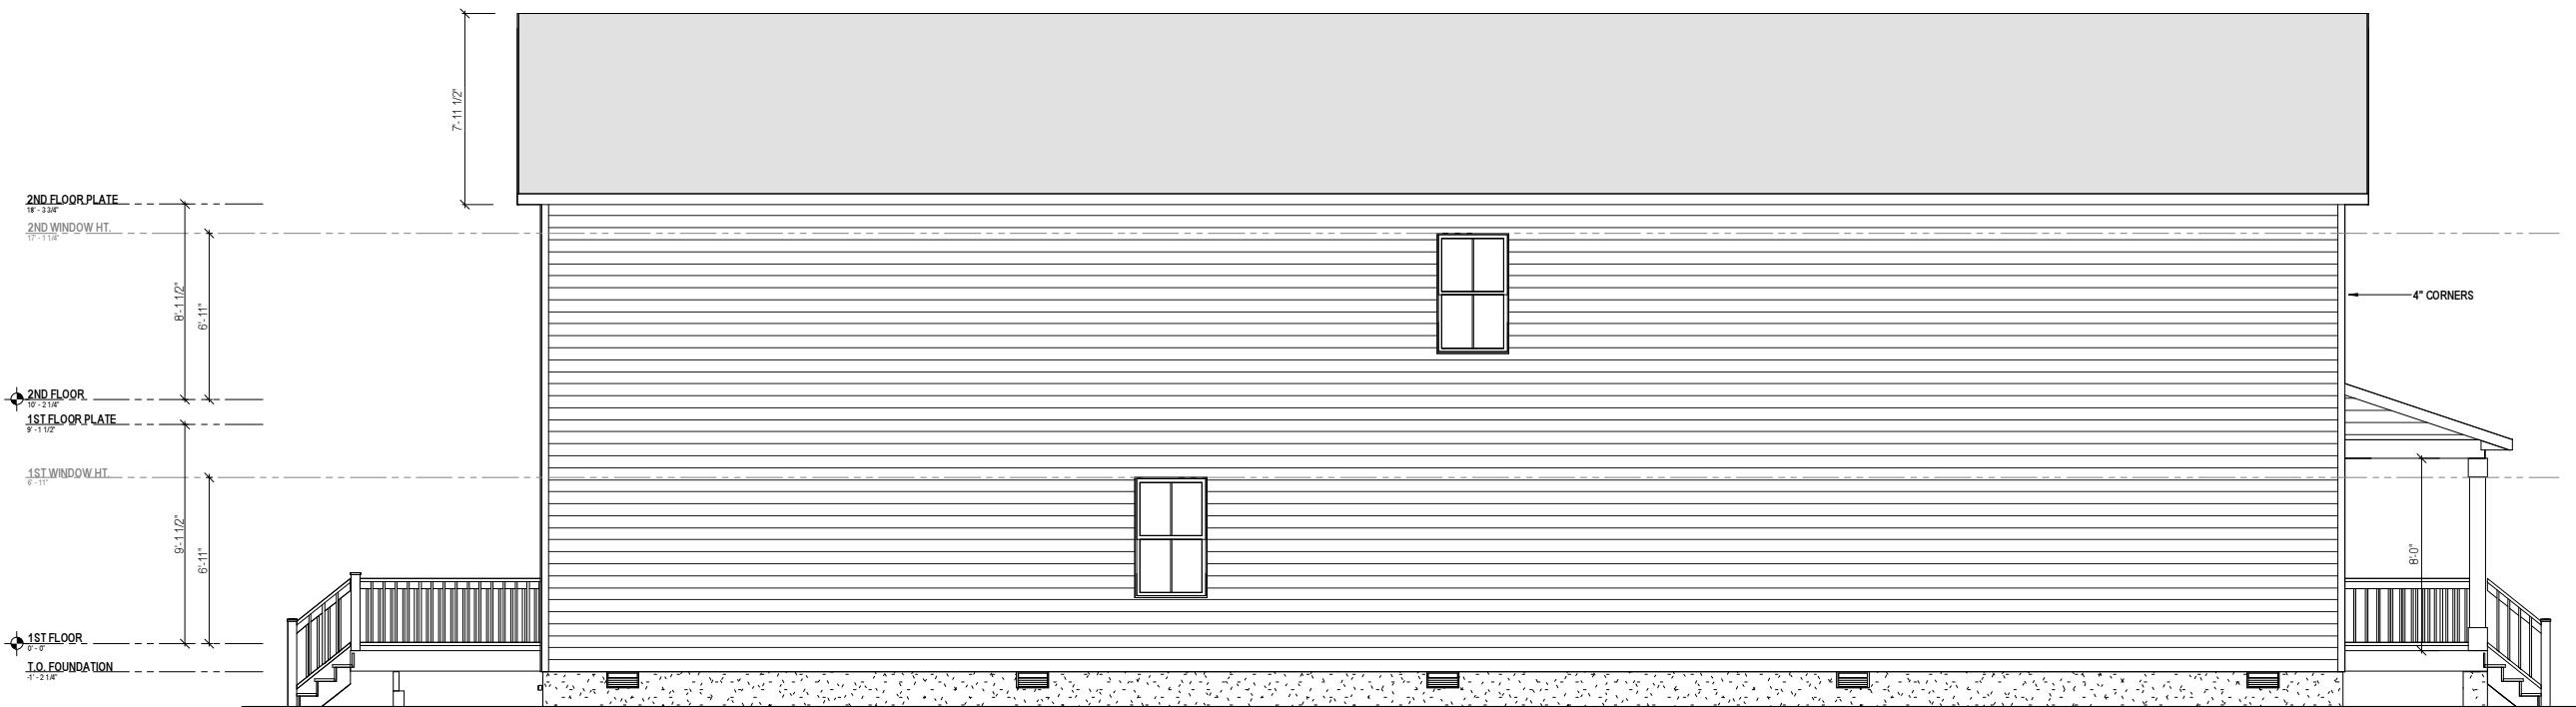 7'-11 1/2"
2ND FLOOR PLATE
18' - 3 3/4"
2ND WINDOW HT.
17' - 1 1/4"
8'-1 1/2"
6'-11"
4" CORNERS
2ND FLOOR
10' - 2 1/4"
1ST FLOOR PLATE
9' - 1 1/2"
1ST WINDOW HT.
6' - 11"
9'-1 1/2"
6'-11"
8'-0"
1ST FLOOR
0' - 0"
T.O. FOUNDATION
-1' - 2 1/4"